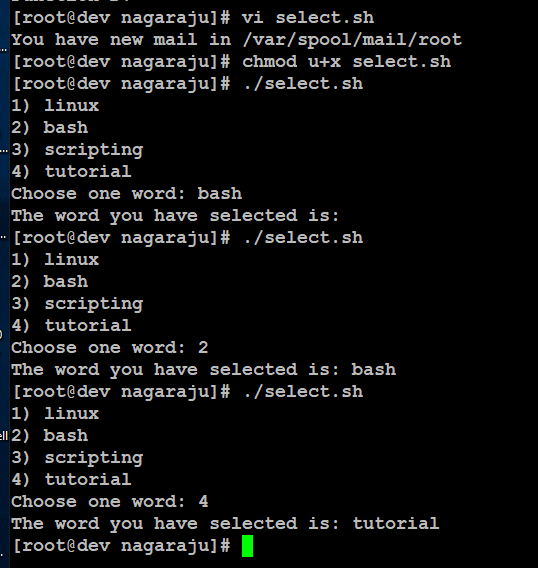 [root@dev nagaraju]# vi select.sh
You have new mail in /var/spool/mail/root
[root@dev nagaraju]# chmod u+x select.sh
[root@dev nagaraju]# ./select.sh
1) linux
2) bash
3) scripting
4) tutorial
Choose one word: bash
The word you have selected is:
[root@dev nagaraju]# ./select.sh
1) linux
2) bash
3) scripting
4) tutorial
Choose one word: 2
The word you have selected is: bash
[root@dev nagaraju]# ./select.sh
1) linux
2) bash
3) scripting
4) tutorial
Choose one word: 4
The word you have selected is: tutorial
[root@dev nagaraju]#